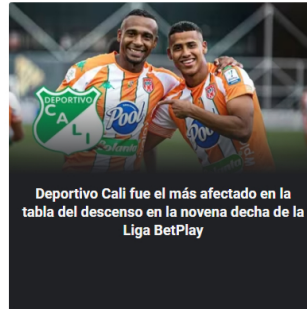 DEPORTIVO
CALI
Pool
Pool
Deportivo Cali fue el más afectado en la
tabla del descenso en la novena decha de la
Liga BetPlay